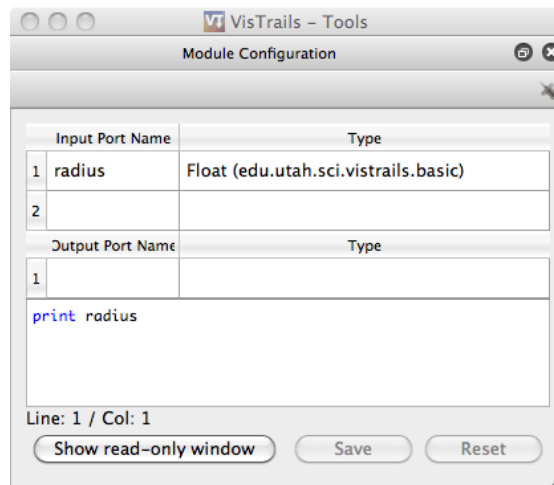 VisTrails – Tools
Module Configuration
Input Port Name Type
1 radius Float (edu.utah.sci.vistrails.basic)
2
Output Port Name Type
1
print radius
Line: 1 / Col: 1
Show read-only window Save Reset